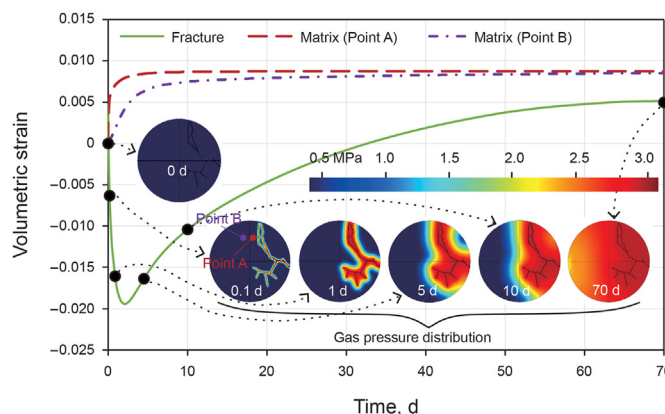 0.015
Fracture
Matrix (Point A)
Matrix (Point B)
0.010
0.005
0
−0.005
−0.010
−0.015
−0.020
−0.025
Volumetric strain
0 d
0.5 MPa 1.0 1.5 2.0 2.5 3.0
Point B
Point A
0.1 d
1 d
5 d
10 d
70 d
Gas pressure distribution
0 10 20 30 40 50 60 70
Time, d